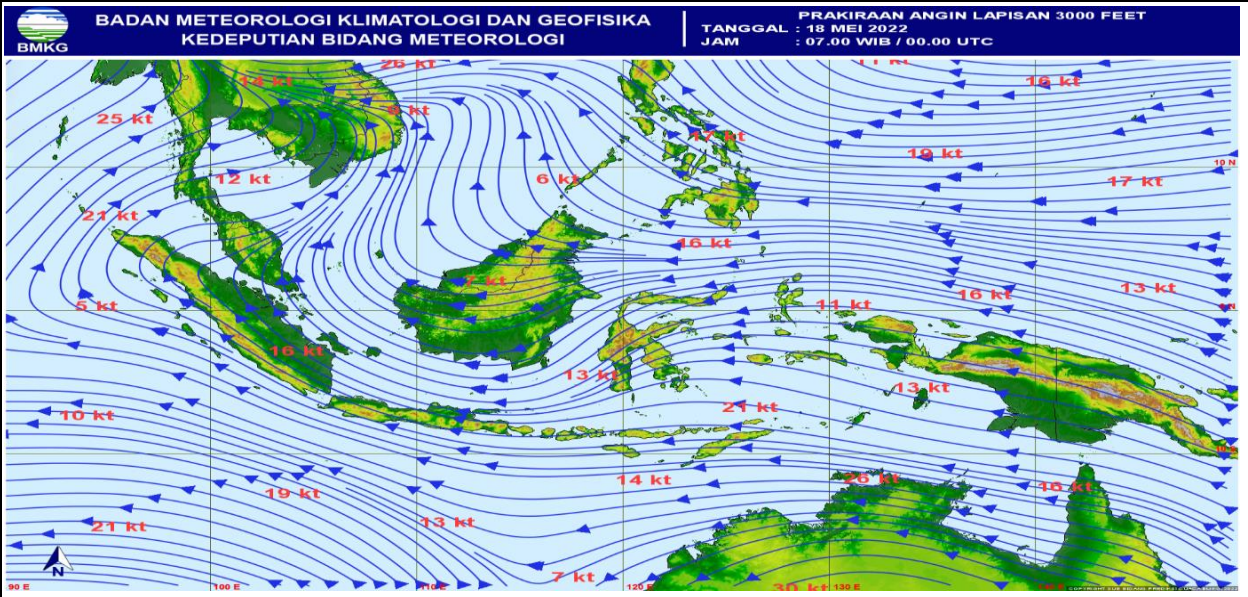 BADAN METEOROLOGI KLIMATOLOGI DAN GEOFISIKA
KEDEPUTIAN BIDANG METEOROLOGI
BMKG
PRAKIRAAN ANGIN LAPISAN 3000 FEET
TANGGAL : 18 MEI 2022
JAM : 07.00 WIB / 00.00 UTC
26 kt
11 kt
14 kt
16 kt
6 kt
25 kt
17 kt
19 kt
10 N
12 kt
6 kt
17 kt
21 kt
16 kt
7 kt
13 kt
16 kt
5 kt
11 kt
16 kt
13 kt
13 kt
21 kt
10 kt
14 kt
26 kt
16 kt
19 kt
13 kt
21 kt
N
7 kt
30 kt
90 E
100 E
110 E
120 E
130 E